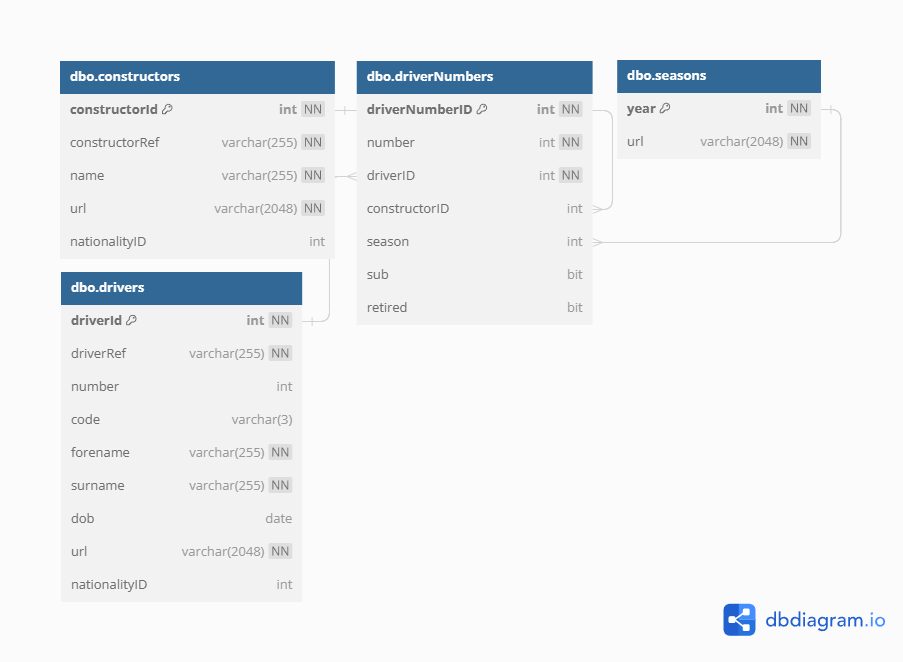 dbo.constructors
constructorId int NN
constructorRef varchar(255) NN
name varchar(255) NN
url varchar(2048) NN
nationalityID int
dbo.driverNumbers
driverNumberID int NN
number int NN
driverID int NN
constructorID int
season int
sub bit
retired bit
dbo.seasons
year int NN
url varchar(2048) NN
dbo.drivers
driverId int NN
driverRef varchar(255) NN
number int
code varchar(3)
forename varchar(255) NN
surname varchar(255) NN
dob date
url varchar(2048) NN
nationalityID int
dbdiagram.io